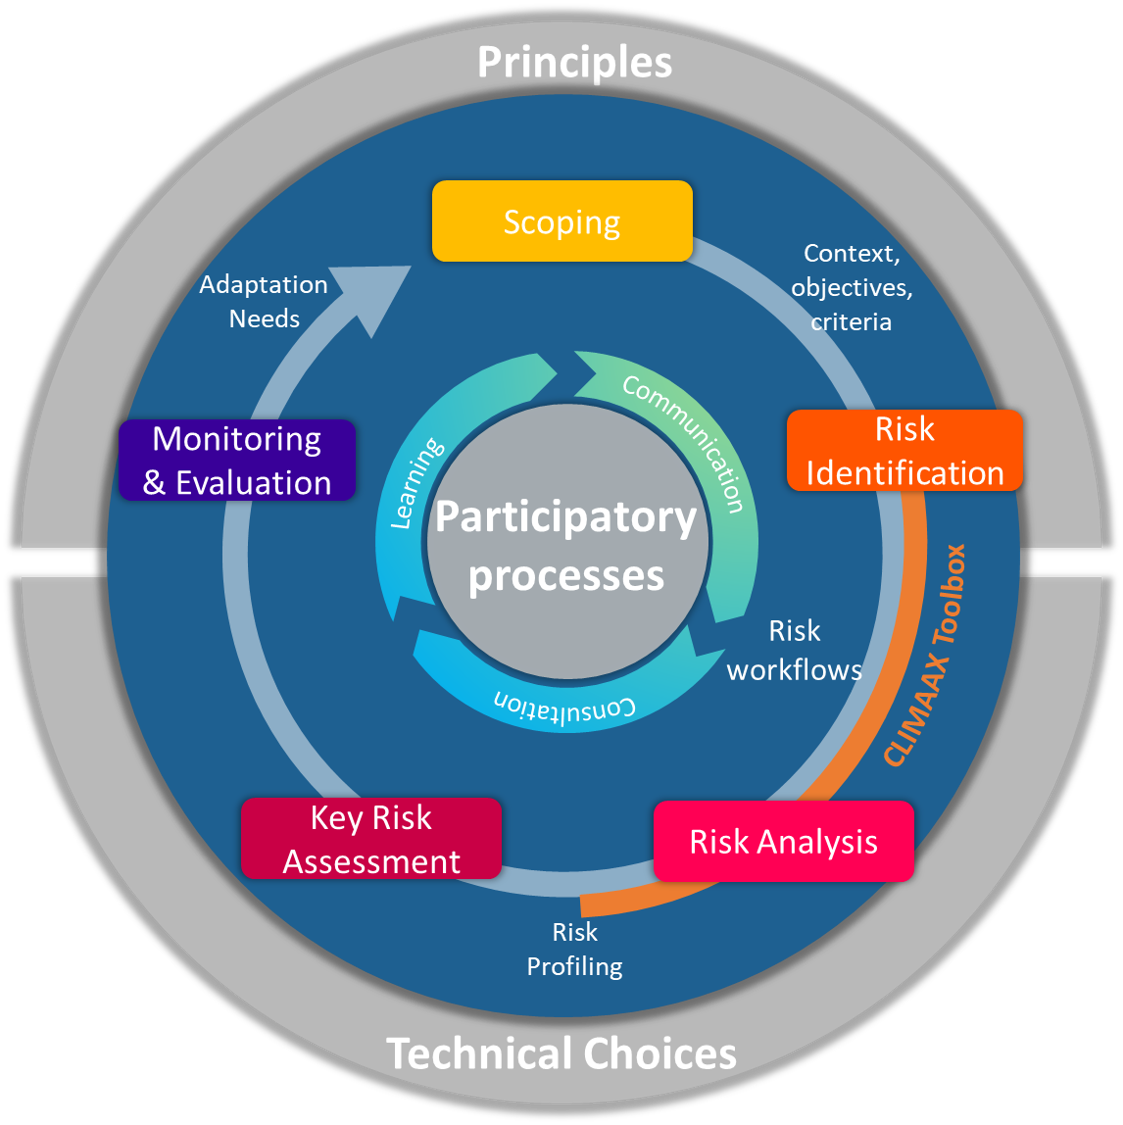 Principles
Scoping
Context,
objectives,
criteria
Adaptation
Needs
Monitoring
& Evaluation
Risk
Identification
Communication
Learning
Participatory
processes
Consultation
Risk
workflows
CLIMAAX Toolbox
Key Risk
Assessment
Risk Analysis
Risk
Profiling
Technical Choices